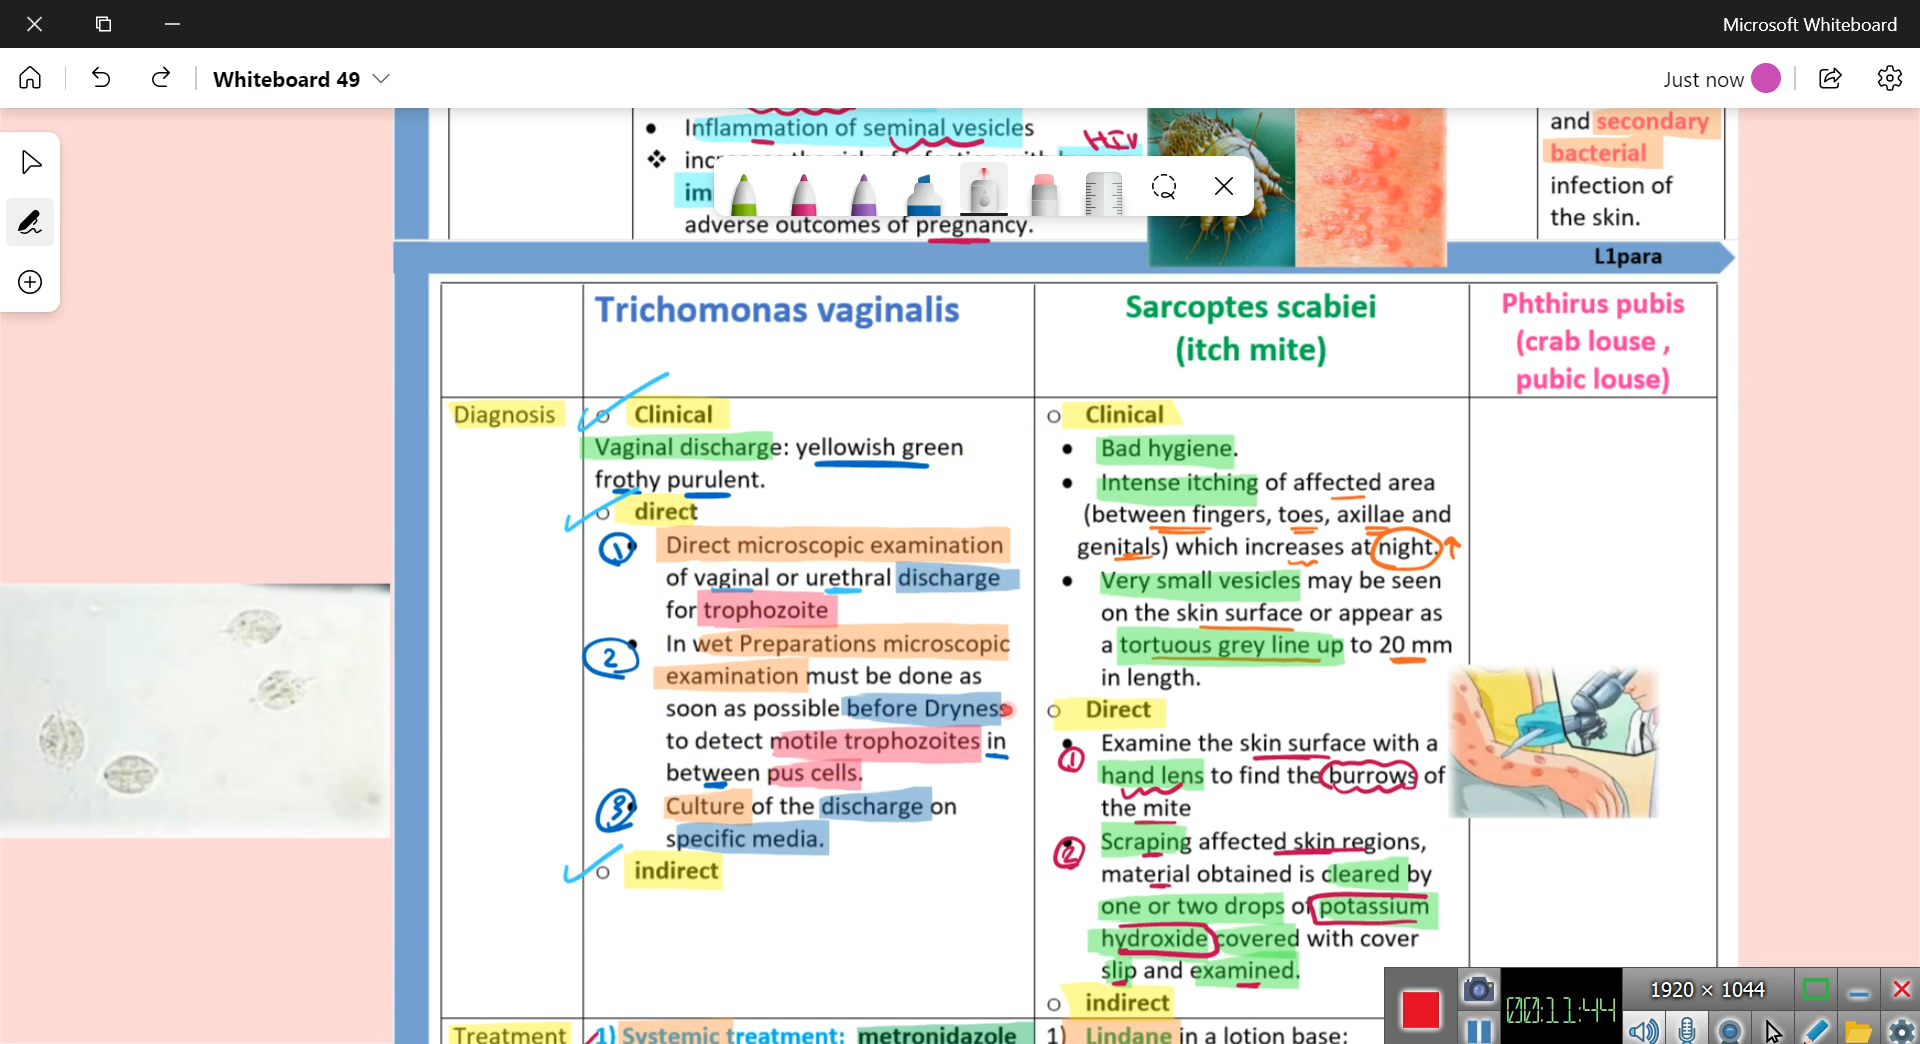 Microsoft Whiteboard
Whiteboard 49
Just now
Inflammation of seminal vesicles
HIV
im
adverse outcomes of pregnancy.
and secondary
bacterial
infection of
the skin.
L1para
Trichomonas vaginalis
Sarcoptes scabiei
(itch mite)
Phthirus pubis
(crab louse ,
pubic louse)
Diagnosis
Clinical
Vaginal discharge: yellowish green
frothy purulent.
direct
1
Direct microscopic examination
of vaginal or urethral discharge
for trophozoite
2
In wet Preparations microscopic
examination must be done as
soon as possible before Dryness
to detect motile trophozoites in
between pus cells.
3
Culture of the discharge on
specific media.
indirect
Clinical
Bad hygiene.
Intense itching of affected area
(between fingers, toes, axillae and
genitals) which increases at night.
Very small vesicles may be seen
on the skin surface or appear as
a tortuous grey line up to 20 mm
in length.
Direct
1
Examine the skin surface with a
hand lens to find the burrows of
the mite
2
Scraping affected skin regions,
material obtained is cleared by
one or two drops of potassium
hydroxide covered with cover
slip and examined.
indirect
Treatment
1) Systemic treatment: metronidazole
1) Lindane in a lotion base:
1920 × 1044
00:11:44